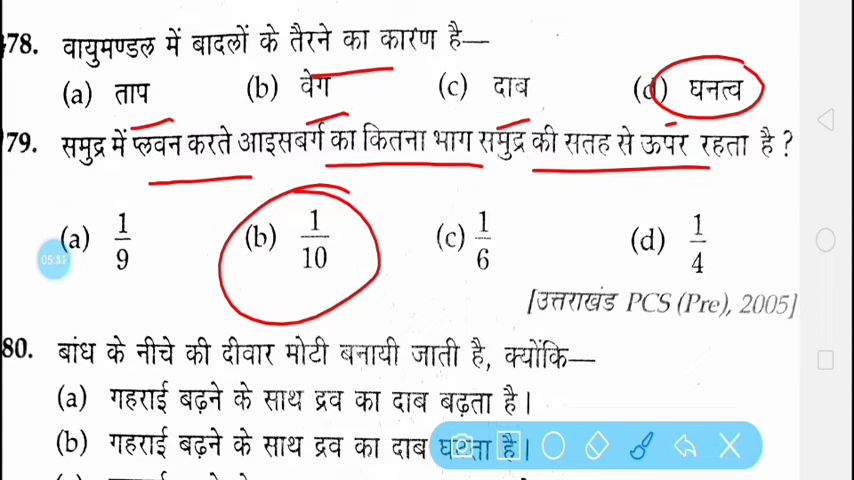 78. वायुमण्डल में बादलों के तैरने का कारण है—
(a) ताप (b) वेग (c) दाब (d) घनत्व
79. समुद्र में प्लवन करते आइसबर्ग का कितना भाग समुद्र की सतह से ऊपर रहता है ?
(a) 1/9 (b) 1/10 (c) 1/6 (d) 1/4
05:33
[उत्तराखंड PCS (Pre), 2005]
80. बांध के नीचे की दीवार मोटी बनायी जाती है, क्योंकि—
(a) गहराई बढ़ने के साथ द्रव का दाब बढ़ता है।
(b) गहराई बढ़ने के साथ द्रव का दाब घटता है।